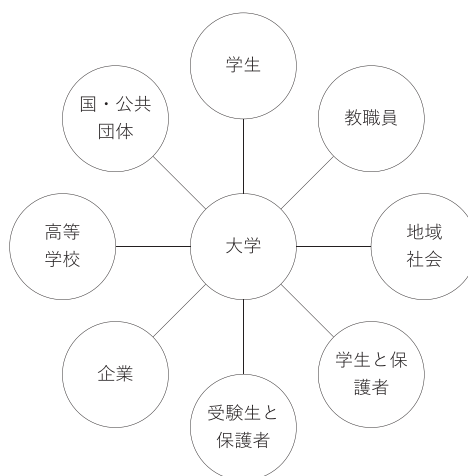 学生
国・公共
団体
教職員
高等
学校
大学
地域
社会
企業
学生と保
護者
受験生と
保護者